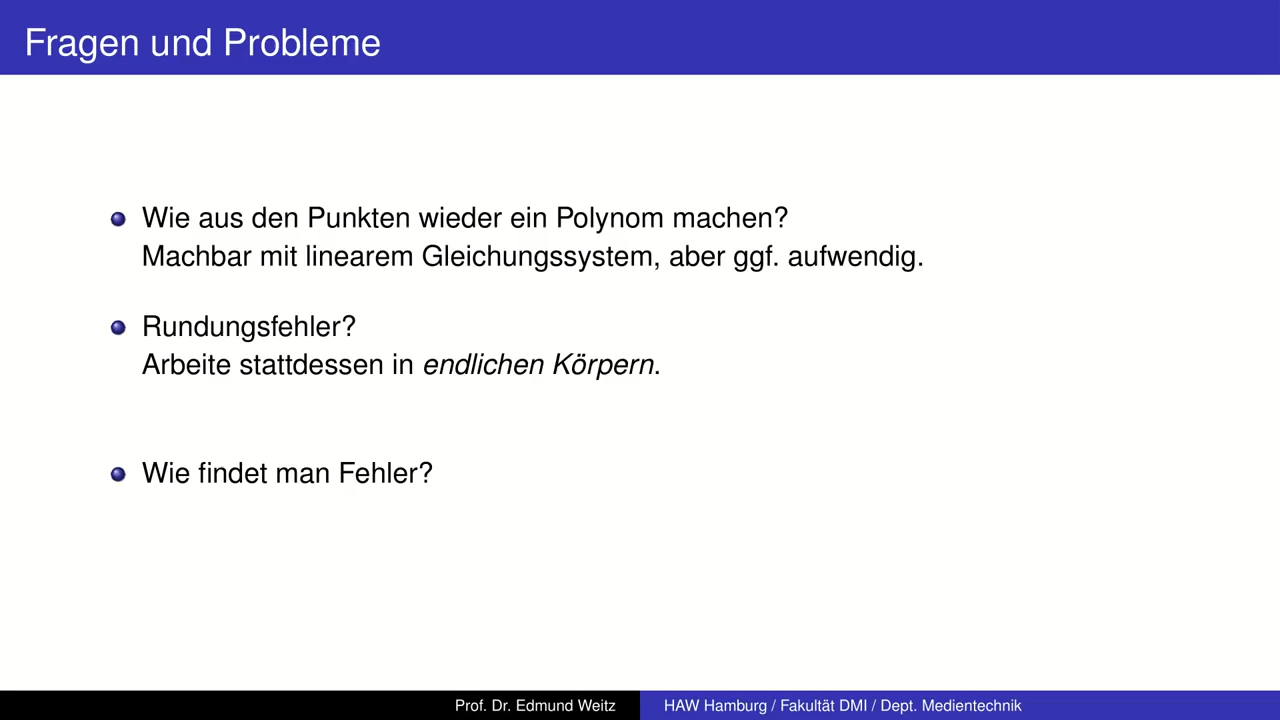 Fragen und Probleme
Wie aus den Punkten wieder ein Polynom machen?
Machbar mit linearem Gleichungssystem, aber ggf. aufwendig.
Rundungsfehler?
Arbeite stattdessen in endlichen Körpern.
Wie findet man Fehler?
Prof. Dr. Edmund Weitz HAW Hamburg / Fakultät DMI / Dept. Medientechnik